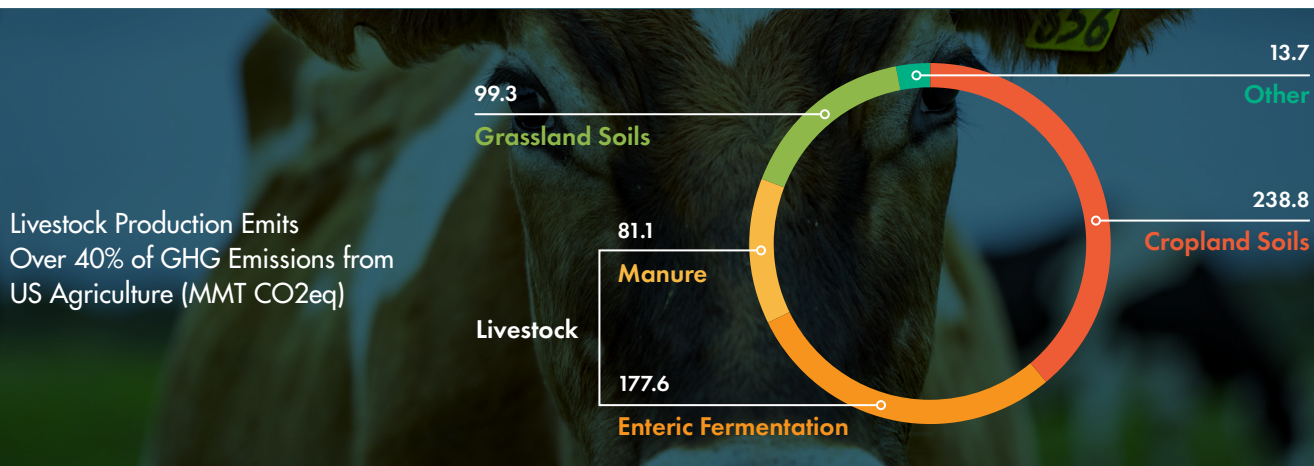 Livestock Production Emits
Over 40% of GHG Emissions from
US Agriculture (MMT CO2eq)
99.3
Grassland Soils
81.1
Manure
Livestock
177.6
Enteric Fermentation
13.7
Other
238.8
Cropland Soils